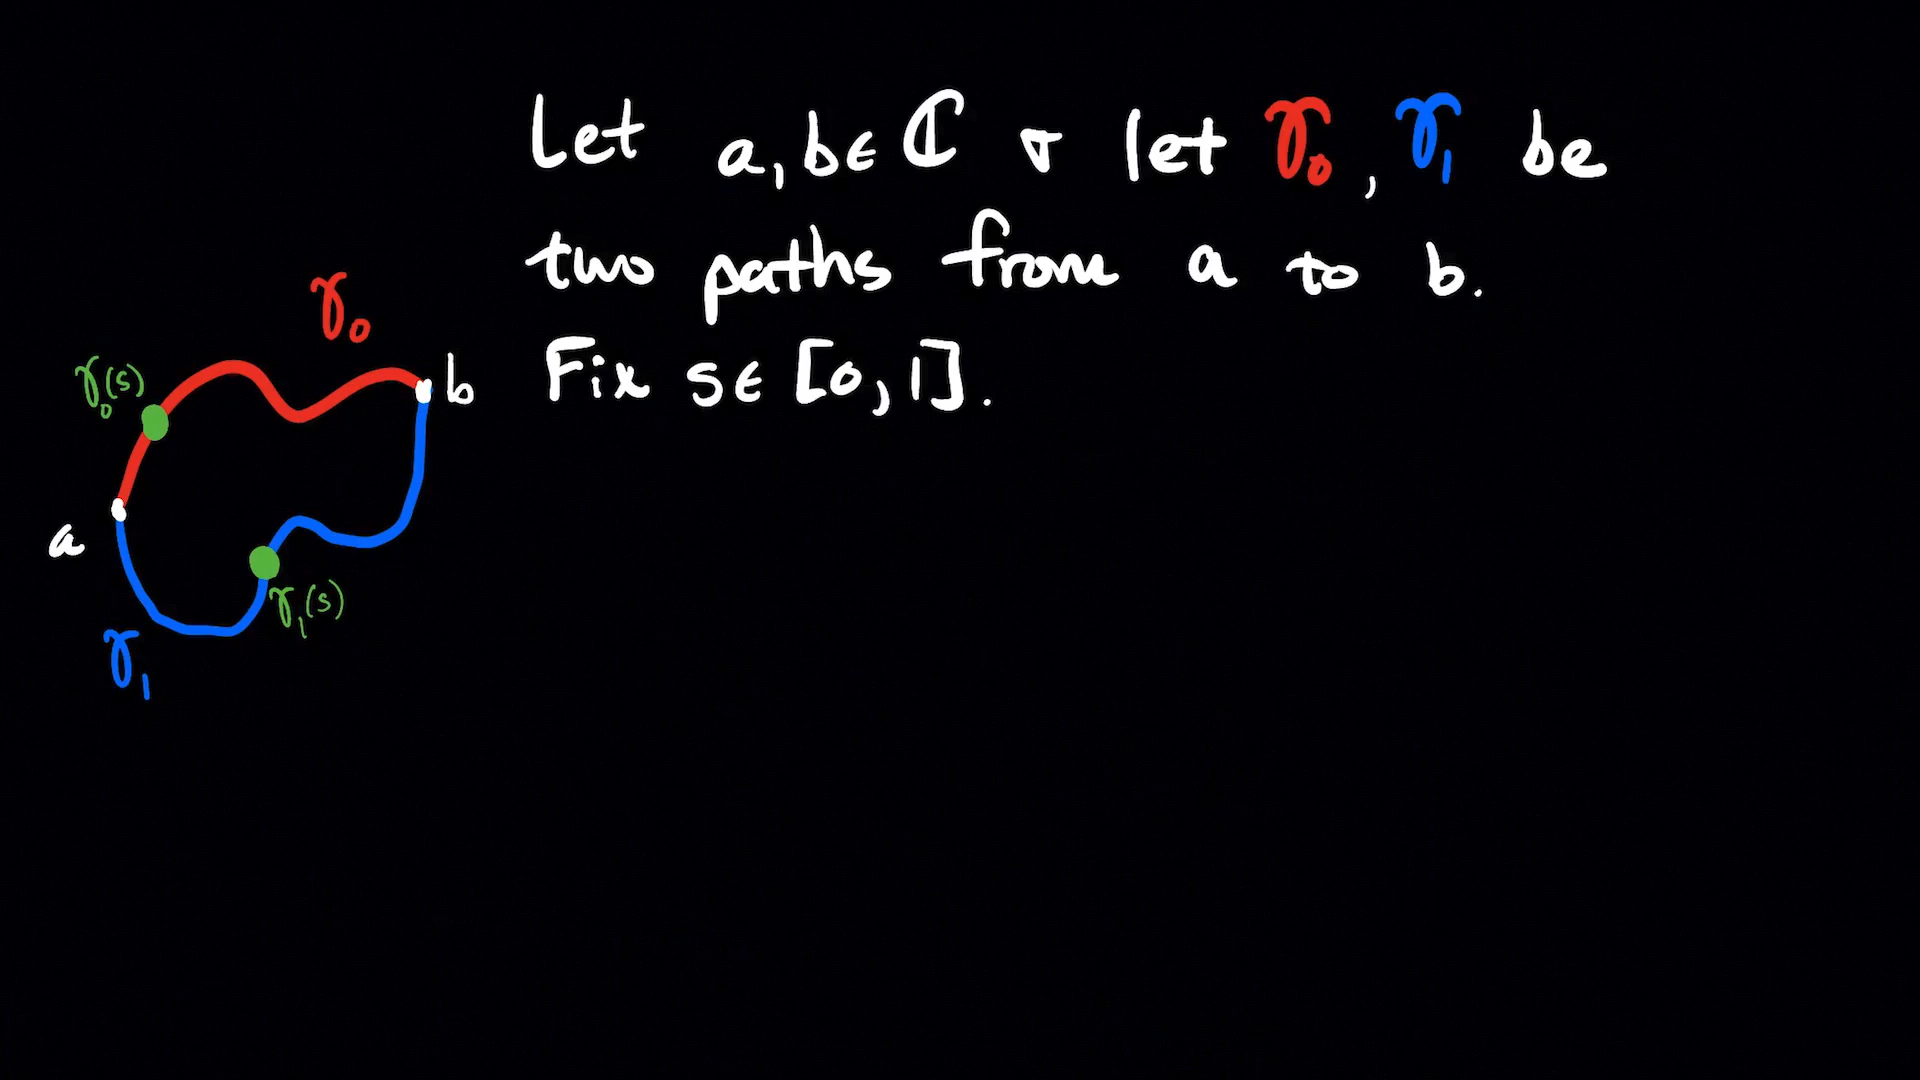 Let a, b ∈ ℂ & let γ₀, γ₁ be
two paths from a to b.
Fix s ∈ [0, 1].
γ₀
γ₀(s)
b
a
γ₁(s)
γ₁